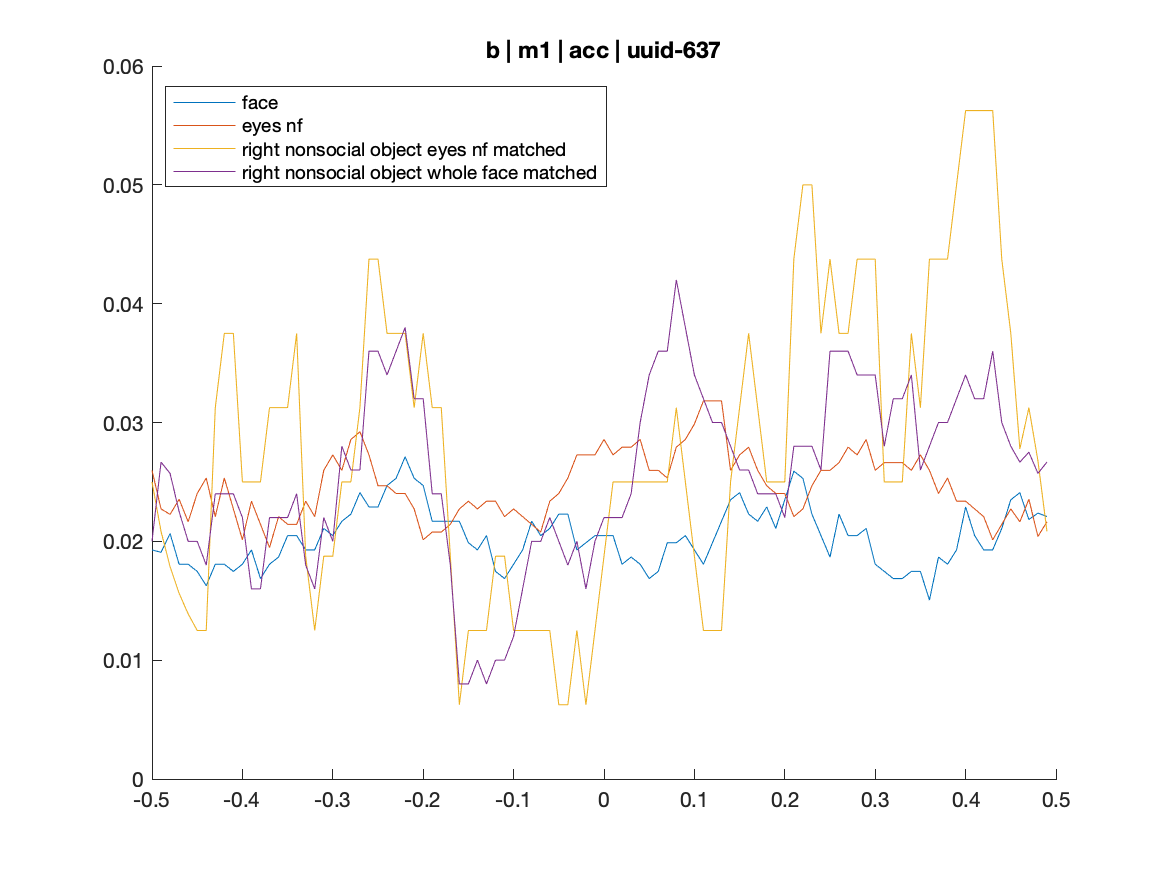 b | m1 | acc | uuid-637
0.06
face
eyes nf
right nonsocial object eyes nf matched
right nonsocial object whole face matched
0.05
0.04
0.03
0.02
0.01
0
-0.5 -0.4 -0.3 -0.2 -0.1 0 0.1 0.2 0.3 0.4 0.5